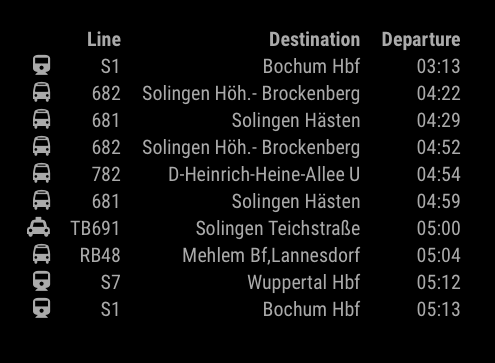 Line Destination Departure
S1 Bochum Hbf 03:13
682 Solingen Höh.- Brockenberg 04:22
681 Solingen Hästen 04:29
682 Solingen Höh.- Brockenberg 04:52
782 D-Heinrich-Heine-Allee U 04:54
681 Solingen Hästen 04:59
TB691 Solingen Teichstraße 05:00
RB48 Mehlem Bf,Lannesdorf 05:04
S7 Wuppertal Hbf 05:12
S1 Bochum Hbf 05:13